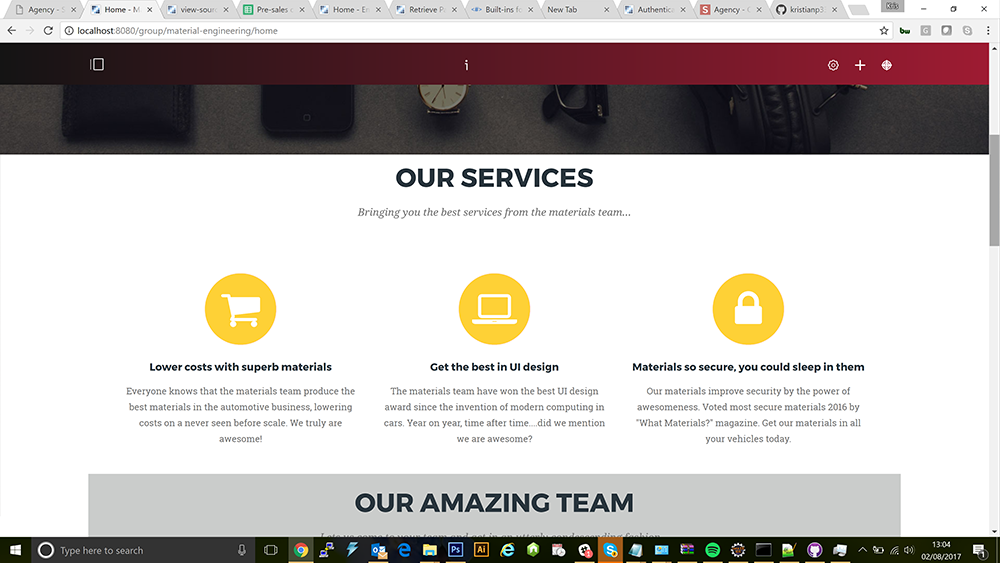 Agency - S
Home - M
view-sour
Pre-sales e
Home - En
Retrieve Pu
Built-ins fo
New Tab
Authentica
Agency - C
kristianp3
localhost:8080/group/material-engineering/home
OUR SERVICES
Bringing you the best services from the materials team...
Lower costs with superb materials
Everyone knows that the materials team produce the
best materials in the automotive business, lowering
costs on a never seen before scale. We truly are
awesome!
Get the best in UI design
The materials team have won the best UI design
award since the invention of modern computing in
cars. Year on year, time after time....did we mention
we are awesome?
Materials so secure, you could sleep in them
Our materials improve security by the power of
awesomeness. Voted most secure materials 2016 by
"What Materials?" magazine. Get our materials in all
your vehicles today.
OUR AMAZING TEAM
Type here to search
13:04
02/08/2017